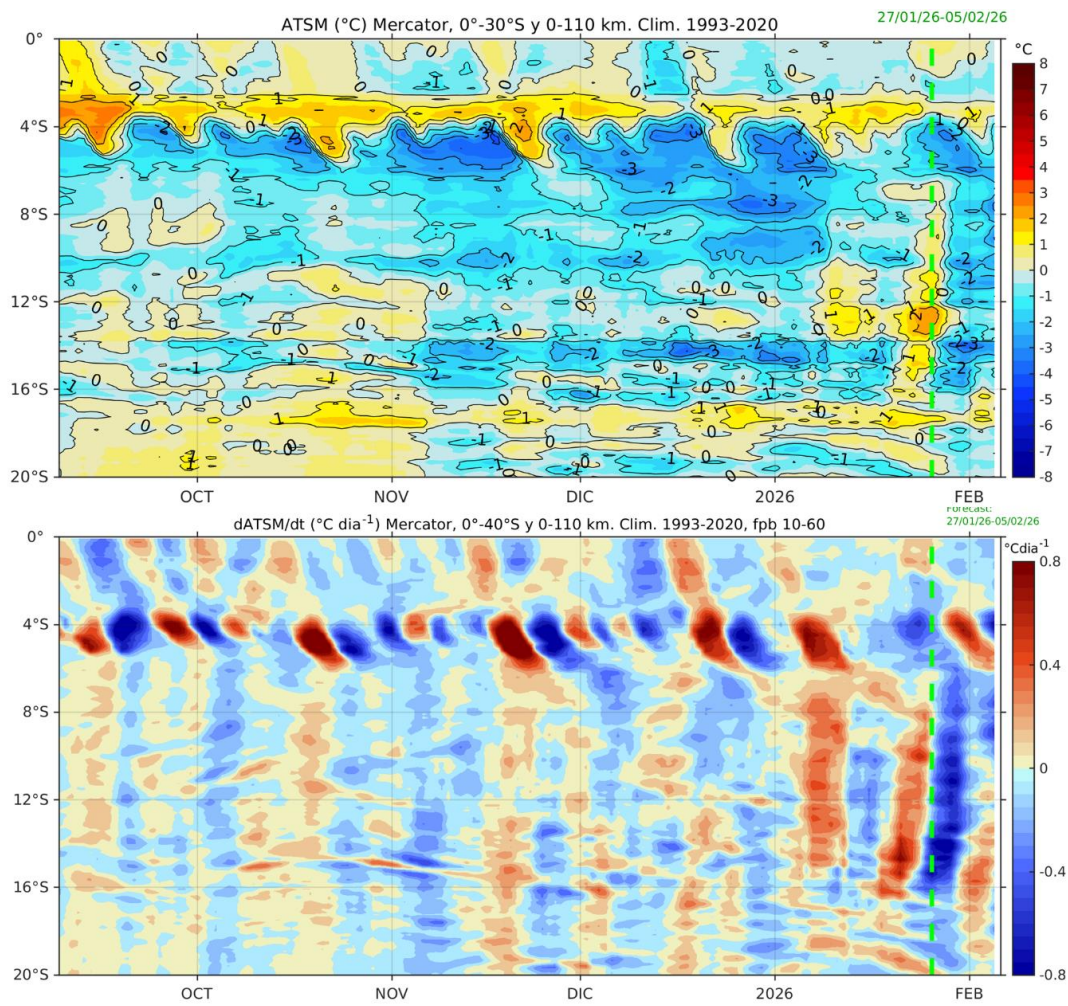 ATSM (°C) Mercator, 0°-30°S y 0-110 km. Clim. 1993-2020
27/01/26-05/02/26
°C
0°
4°S
8°S
12°S
16°S
20°S
OCT
NOV
DIC
2026
FEB
8
7
6
5
4
3
2
1
0
-1
-2
-3
-4
-5
-6
-7
-8
dATSM/dt (°C dia⁻¹) Mercator, 0°-40°S y 0-110 km. Clim. 1993-2020, fpb 10-60
Forecast:
27/01/26-05/02/26
°Cdia⁻¹
0°
4°S
8°S
12°S
16°S
20°S
OCT
NOV
DIC
2026
FEB
0.8
0.4
0
-0.4
-0.8